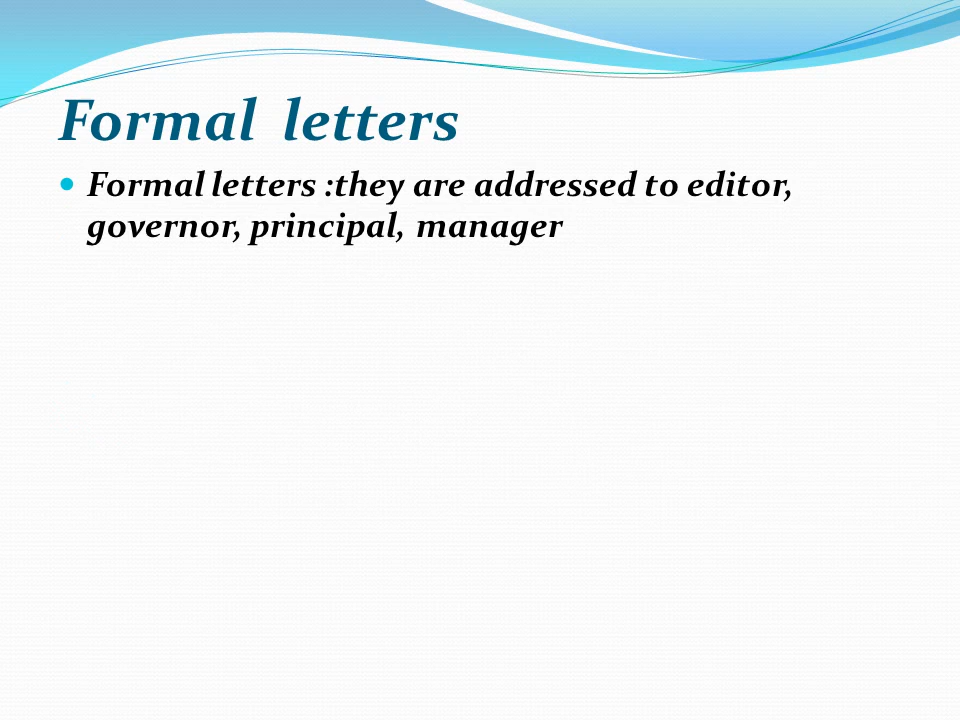 Formal letters
• Formal letters :they are addressed to editor,
governor, principal, manager